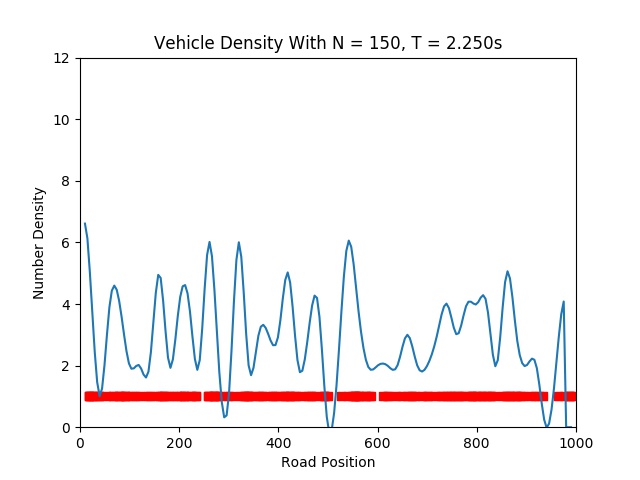 Vehicle Density With N = 150, T = 2.250s
12
10
8
6
4
2
0
Number Density
0 200 400 600 800 1000
Road Position